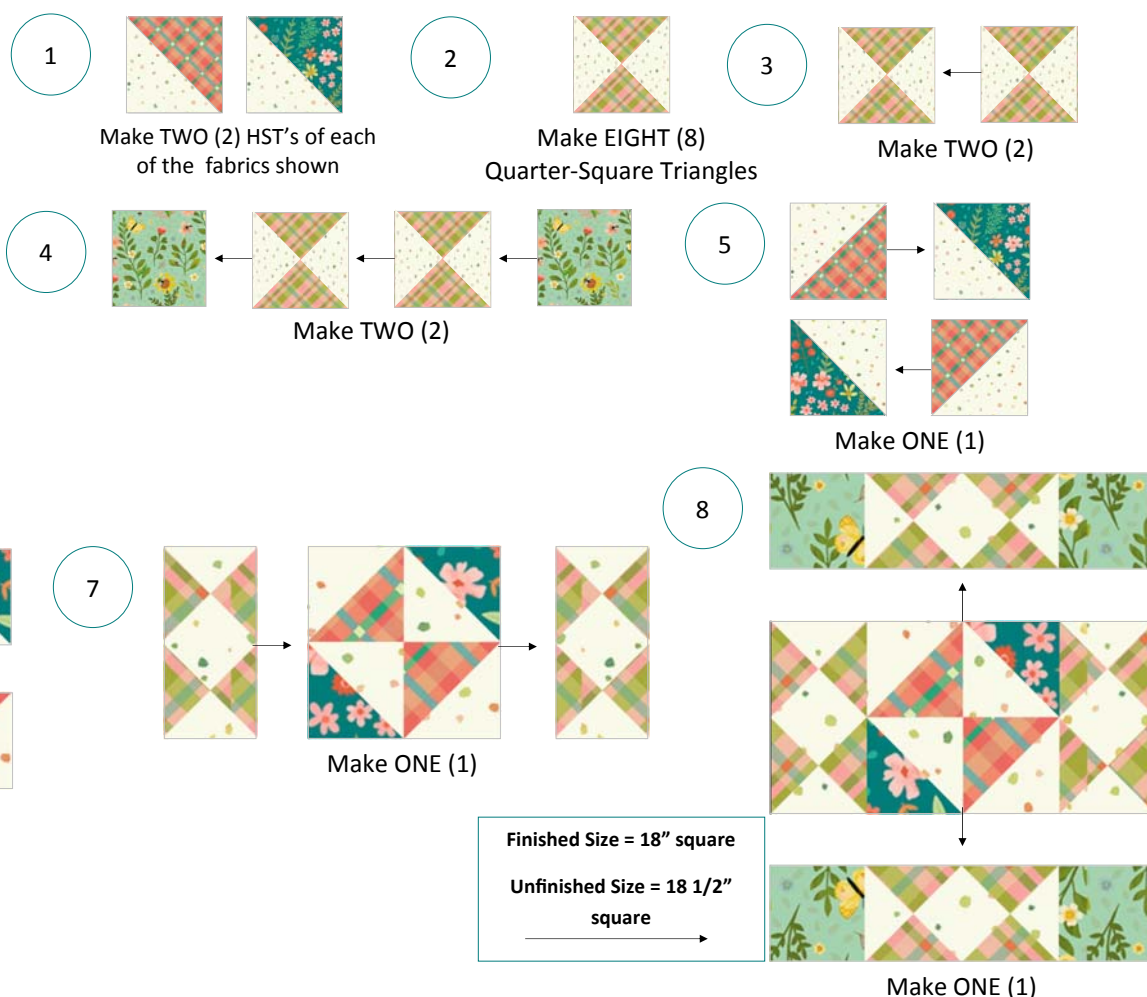 1
Make TWO (2) HST's of each
of the fabrics shown
2
Make EIGHT (8)
Quarter-Square Triangles
3
Make TWO (2)
4
Make TWO (2)
5
Make ONE (1)
7
Make ONE (1)
8
Make ONE (1)
Finished Size = 18” square
Unfinished Size = 18 1/2”
square